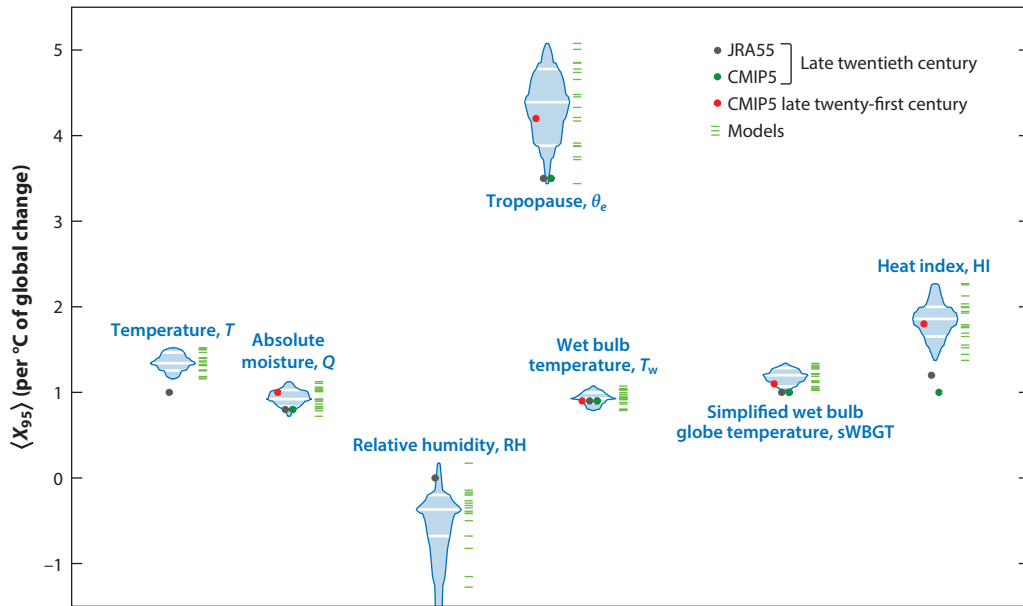 5
4
3
2
1
0
−1
⟨X₉₅⟩ (per °C of global change)
JRA55
CMIP5
Late twentieth century
CMIP5 late twenty-first century
Models
Tropopause, θₑ
Heat index, HI
Temperature, T
Absolute
moisture, Q
Wet bulb
temperature, T_w
Simplified wet bulb
globe temperature, sWBGT
Relative humidity, RH